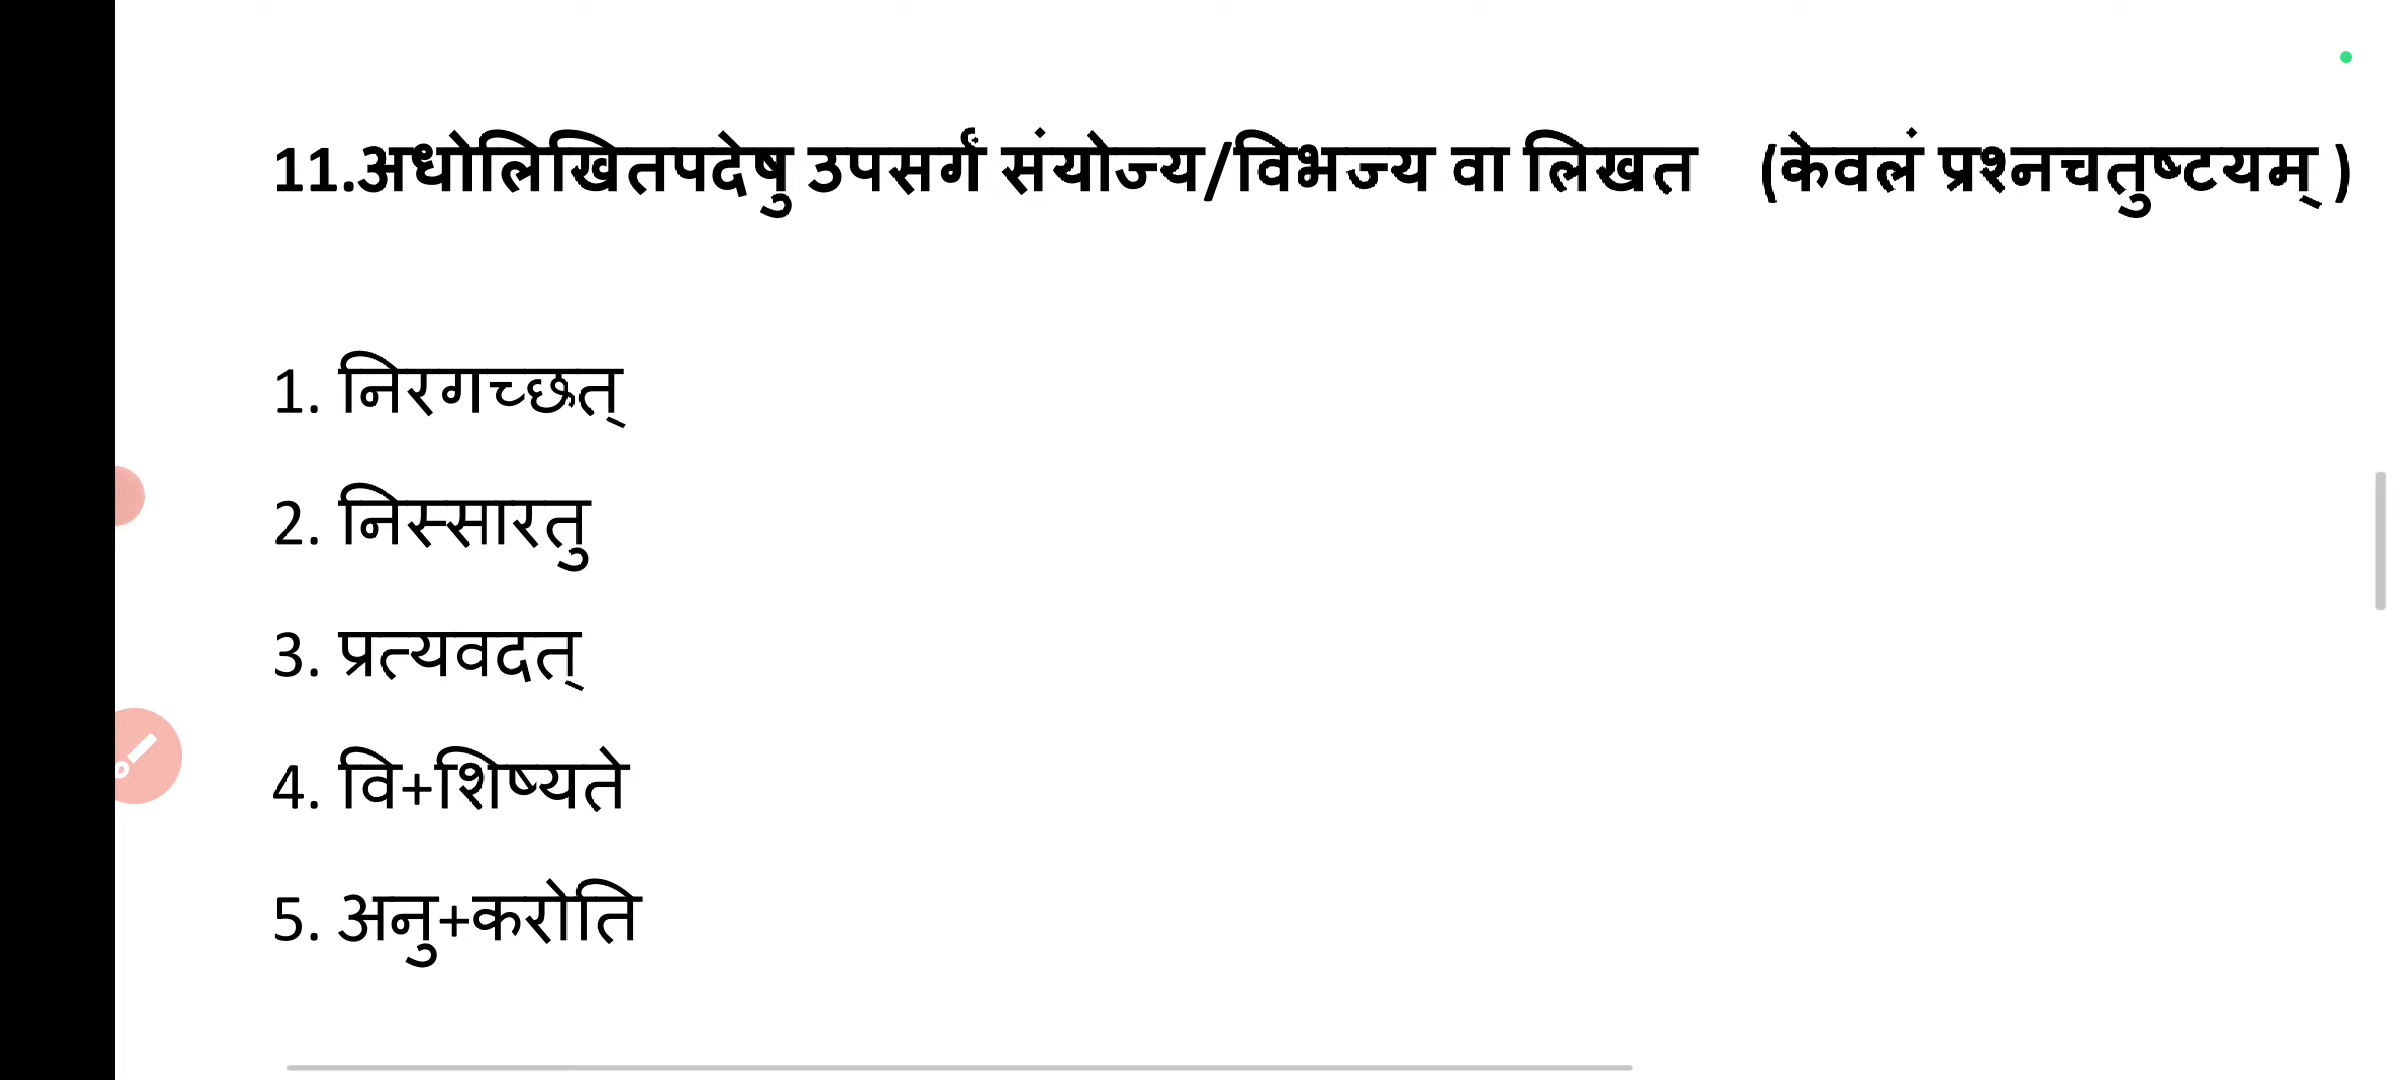 11.अधोलिखितपदेषु उपसर्गं संयोज्य/विभज्य वा लिखत (केवलं प्रश्नचतुष्टयम् )
1. निरगच्छत्
2. निस्सारतु
3. प्रत्यवदत्
4. वि+शिष्यते
5. अनु+करोति